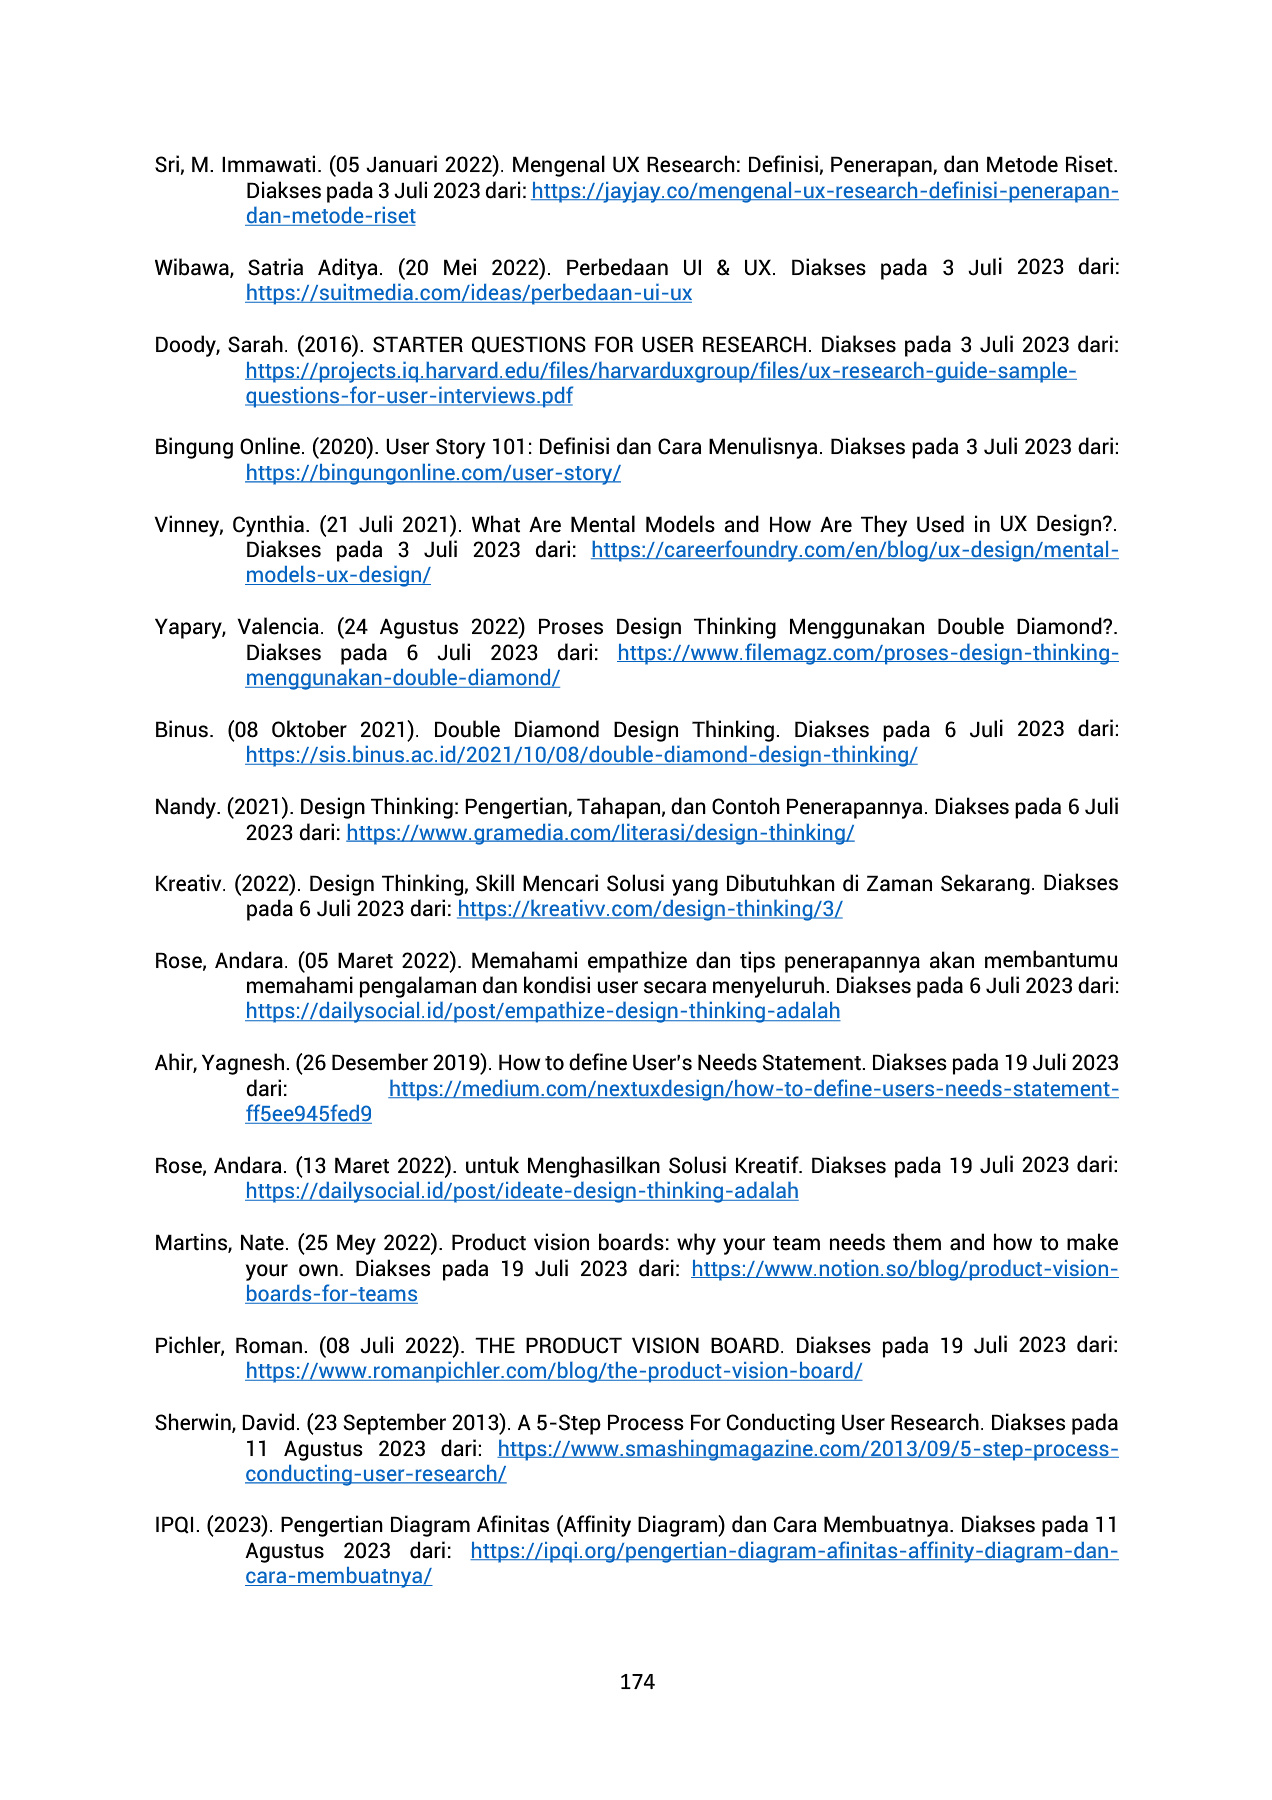 Sri, M. Immawati. (05 Januari 2022). Mengenal UX Research: Definisi, Penerapan, dan Metode Riset.
Diakses pada 3 Juli 2023 dari: https://jayjay.co/mengenal-ux-research-definisi-penerapan-
dan-metode-riset
Wibawa, Satria Aditya. (20 Mei 2022). Perbedaan UI & UX. Diakses pada 3 Juli 2023 dari:
https://suitmedia.com/ideas/perbedaan-ui-ux
Doody, Sarah. (2016). STARTER QUESTIONS FOR USER RESEARCH. Diakses pada 3 Juli 2023 dari:
https://projects.iq.harvard.edu/files/harvarduxgroup/files/ux-research-guide-sample-
questions-for-user-interviews.pdf
Bingung Online. (2020). User Story 101: Definisi dan Cara Menulisnya. Diakses pada 3 Juli 2023 dari:
https://bingungonline.com/user-story/
Vinney, Cynthia. (21 Juli 2021). What Are Mental Models and How Are They Used in UX Design?.
Diakses pada 3 Juli 2023 dari: https://careerfoundry.com/en/blog/ux-design/mental-
models-ux-design/
Yapary, Valencia. (24 Agustus 2022) Proses Design Thinking Menggunakan Double Diamond?.
Diakses pada 6 Juli 2023 dari: https://www.filemagz.com/proses-design-thinking-
menggunakan-double-diamond/
Binus. (08 Oktober 2021). Double Diamond Design Thinking. Diakses pada 6 Juli 2023 dari:
https://sis.binus.ac.id/2021/10/08/double-diamond-design-thinking/
Nandy. (2021). Design Thinking: Pengertian, Tahapan, dan Contoh Penerapannya. Diakses pada 6 Juli
2023 dari: https://www.gramedia.com/literasi/design-thinking/
Kreativ. (2022). Design Thinking, Skill Mencari Solusi yang Dibutuhkan di Zaman Sekarang. Diakses
pada 6 Juli 2023 dari: https://kreativv.com/design-thinking/3/
Rose, Andara. (05 Maret 2022). Memahami empathize dan tips penerapannya akan membantumu
memahami pengalaman dan kondisi user secara menyeluruh. Diakses pada 6 Juli 2023 dari:
https://dailysocial.id/post/empathize-design-thinking-adalah
Ahir, Yagnesh. (26 Desember 2019). How to define User's Needs Statement. Diakses pada 19 Juli 2023
dari: https://medium.com/nextuxdesign/how-to-define-users-needs-statement-
ff5ee945fed9
Rose, Andara. (13 Maret 2022). untuk Menghasilkan Solusi Kreatif. Diakses pada 19 Juli 2023 dari:
https://dailysocial.id/post/ideate-design-thinking-adalah
Martins, Nate. (25 Mey 2022). Product vision boards: why your team needs them and how to make
your own. Diakses pada 19 Juli 2023 dari: https://www.notion.so/blog/product-vision-
boards-for-teams
Pichler, Roman. (08 Juli 2022). THE PRODUCT VISION BOARD. Diakses pada 19 Juli 2023 dari:
https://www.romanpichler.com/blog/the-product-vision-board/
Sherwin, David. (23 September 2013). A 5-Step Process For Conducting User Research. Diakses pada
11 Agustus 2023 dari: https://www.smashingmagazine.com/2013/09/5-step-process-
conducting-user-research/
IPQI. (2023). Pengertian Diagram Afinitas (Affinity Diagram) dan Cara Membuatnya. Diakses pada 11
Agustus 2023 dari: https://ipqi.org/pengertian-diagram-afinitas-affinity-diagram-dan-
cara-membuatnya/
174